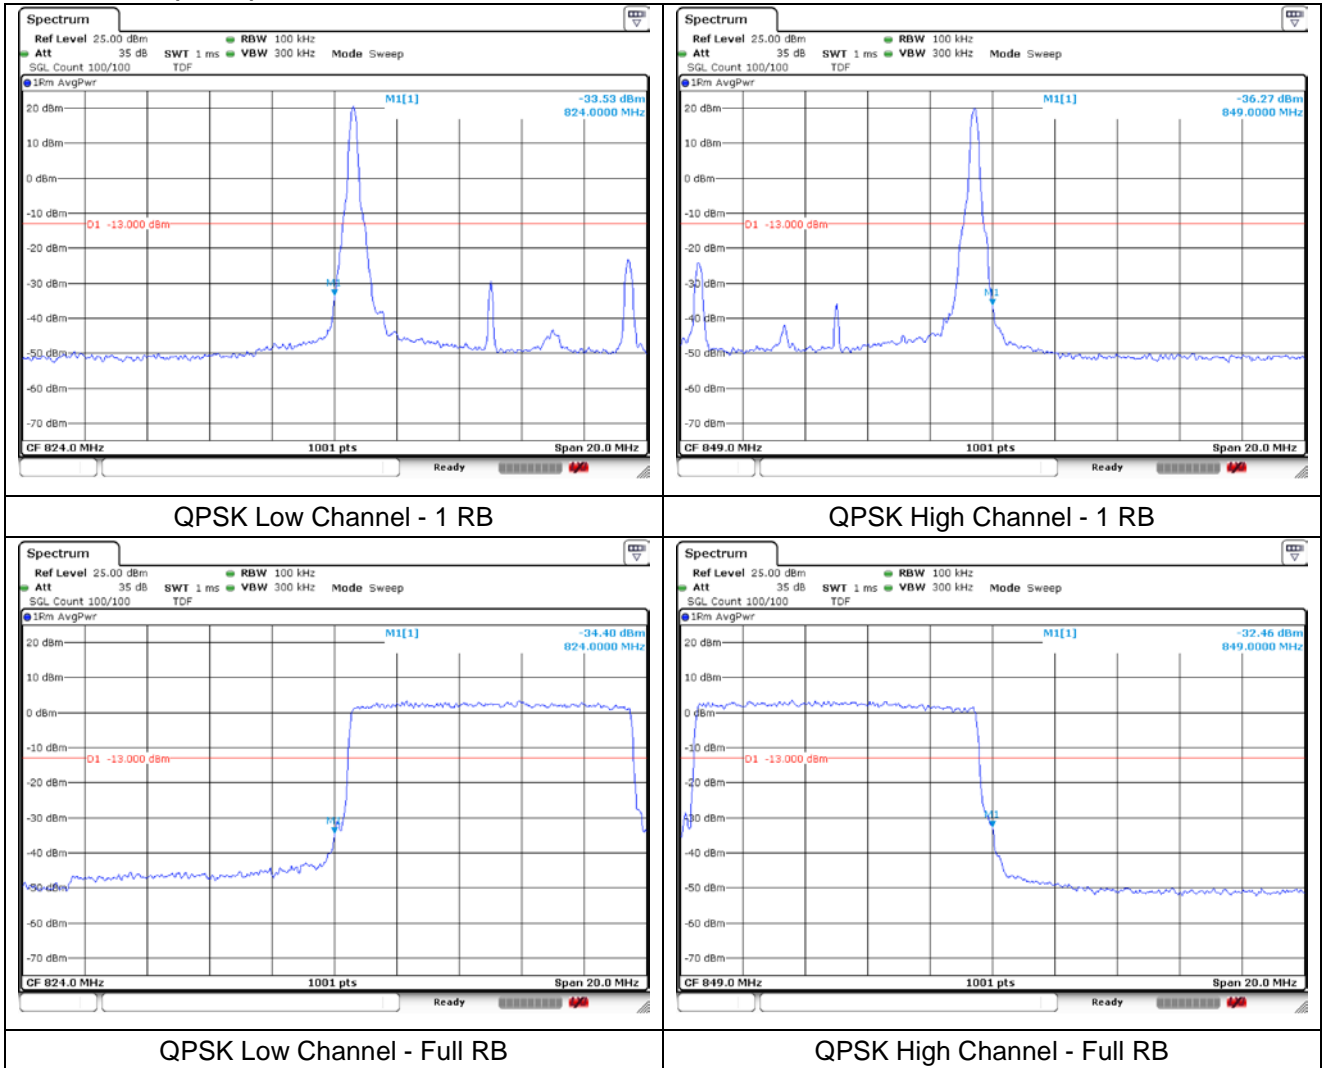 Spectrum
Ref Level 25.00 dBm RBW 100 kHz
Att 35 dB SWT 1 ms VBW 300 kHz Mode Sweep
SGL Count 100/100 TDF
1Rm AvgPwr
M1[1] -33.53 dBm
824.0000 MHz
20 dBm
10 dBm
0 dBm
-10 dBm
D1 -13.000 dBm
-20 dBm
-30 dBm
M1
-40 dBm
-50 dBm
-60 dBm
-70 dBm
CF 824.0 MHz 1001 pts Span 20.0 MHz
Ready
QPSK Low Channel - 1 RB
Spectrum
Ref Level 25.00 dBm RBW 100 kHz
Att 35 dB SWT 1 ms VBW 300 kHz Mode Sweep
SGL Count 100/100 TDF
1Rm AvgPwr
M1[1] -36.27 dBm
849.0000 MHz
20 dBm
10 dBm
0 dBm
-10 dBm
D1 -13.000 dBm
-20 dBm
-30 dBm
M1
-40 dBm
-50 dBm
-60 dBm
-70 dBm
CF 849.0 MHz 1001 pts Span 20.0 MHz
Ready
QPSK High Channel - 1 RB
Spectrum
Ref Level 25.00 dBm RBW 100 kHz
Att 35 dB SWT 1 ms VBW 300 kHz Mode Sweep
SGL Count 100/100 TDF
1Rm AvgPwr
M1[1] -34.40 dBm
824.0000 MHz
20 dBm
10 dBm
0 dBm
-10 dBm
D1 -13.000 dBm
-20 dBm
-30 dBm
M1
-40 dBm
-50 dBm
-60 dBm
-70 dBm
CF 824.0 MHz 1001 pts Span 20.0 MHz
Ready
QPSK Low Channel - Full RB
Spectrum
Ref Level 25.00 dBm RBW 100 kHz
Att 35 dB SWT 1 ms VBW 300 kHz Mode Sweep
SGL Count 100/100 TDF
1Rm AvgPwr
M1[1] -32.46 dBm
849.0000 MHz
20 dBm
10 dBm
0 dBm
-10 dBm
D1 -13.000 dBm
-20 dBm
-30 dBm
M1
-40 dBm
-50 dBm
-60 dBm
-70 dBm
CF 849.0 MHz 1001 pts Span 20.0 MHz
Ready
QPSK High Channel - Full RB